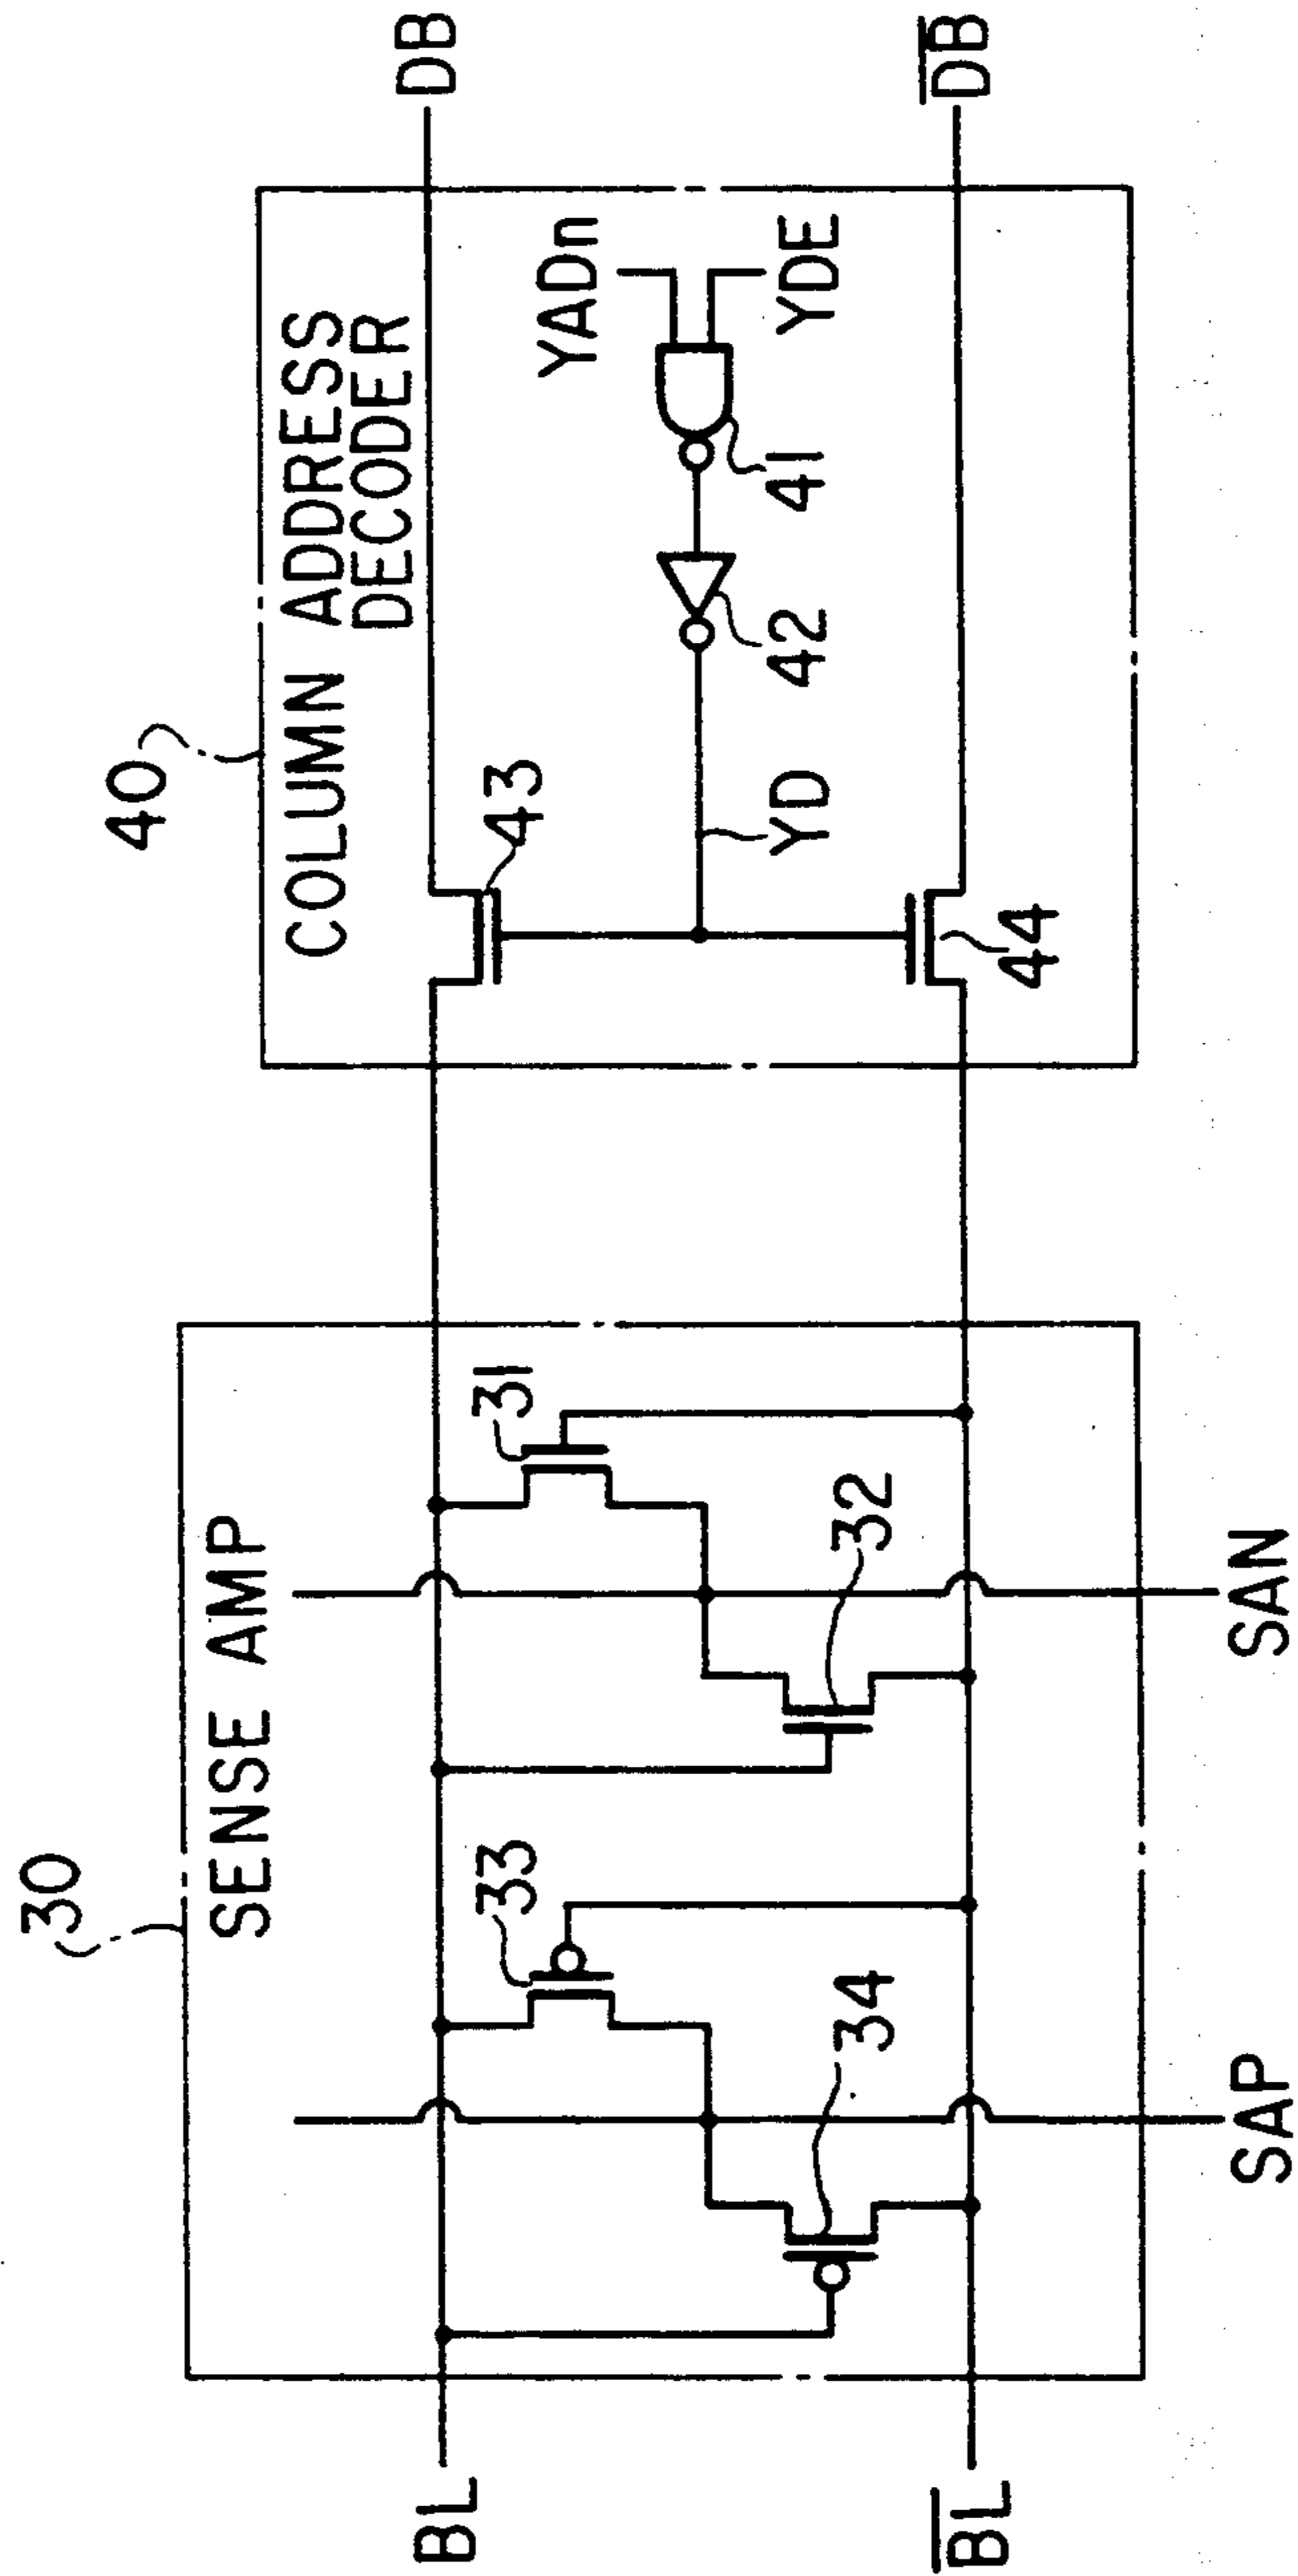 30
SENSE AMP
40
COLUMN ADDRESS
DECODER
BL
B̅L̅
33
34
31
32
SAP
SAN
43
44
YD
42
41
YADn
YDE
DB
D̅B̅